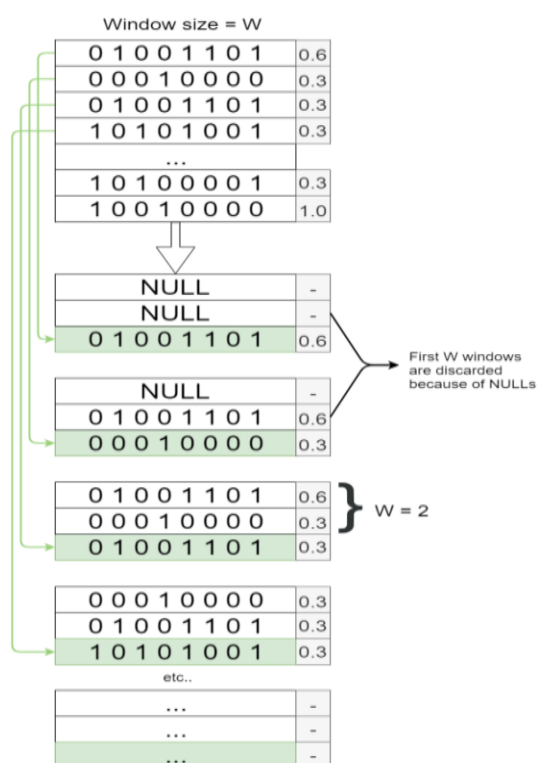 Window size = W
0 1 0 0 1 1 0 1 0.6
0 0 0 1 0 0 0 0 0.3
0 1 0 0 1 1 0 1 0.3
1 0 1 0 1 0 0 1 0.3
...
1 0 1 0 0 0 0 1 0.3
1 0 0 1 0 0 0 0 1.0
NULL -
NULL -
0 1 0 0 1 1 0 1 0.6
First W windows
are discarded
because of NULLs
NULL -
0 1 0 0 1 1 0 1 0.6
0 0 0 1 0 0 0 0 0.3
0 1 0 0 1 1 0 1 0.6
0 0 0 1 0 0 0 0 0.3
0 1 0 0 1 1 0 1 0.3
} W = 2
0 0 0 1 0 0 0 0 0.3
0 1 0 0 1 1 0 1 0.3
1 0 1 0 1 0 0 1 0.3
etc..
... -
... -
... -